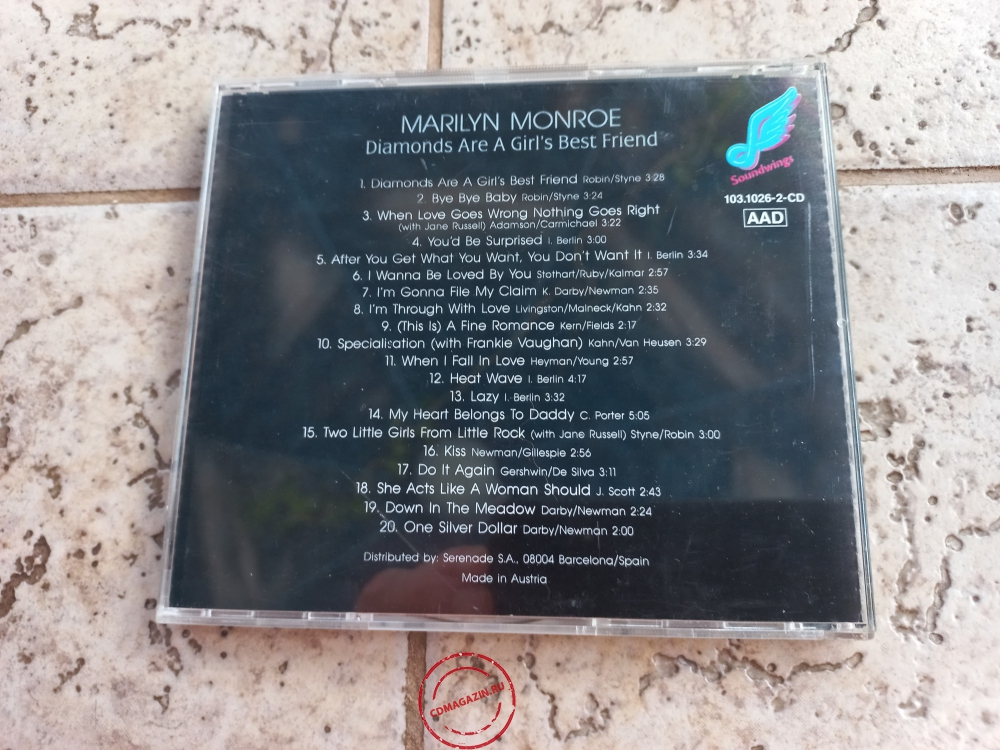 MARILYN MONROE
Diamonds Are A Girl's Best Friend
Soundwings
103.1026-2-CD
AAD
1. Diamonds Are A Girl's Best Friend Robin/Styne 3:28
2. Bye Bye Baby Robin/Styne 3:24
3. When Love Goes Wrong Nothing Goes Right
(with Jane Russell) Adamson/Carmichael 3:22
4. You'd Be Surprised I. Berlin 3:00
5. After You Get What You Want, You Don't Want It I. Berlin 3:34
6. I Wanna Be Loved By You Stothart/Ruby/Kalmar 2:57
7. I'm Gonna File My Claim K. Darby/Newman 2:35
8. I'm Through With Love Livingston/Malneck/Kahn 2:32
9. (This Is) A Fine Romance Kern/Fields 2:17
10. Specialization (with Frankie Vaughan) Kahn/Van Heusen 3:29
11. When I Fall In Love Heyman/Young 2:57
12. Heat Wave I. Berlin 4:17
13. Lazy I. Berlin 3:32
14. My Heart Belongs To Daddy C. Porter 5:05
15. Two Little Girls From Little Rock (with Jane Russell) Styne/Robin 3:00
16. Kiss Newman/Gillespie 2:56
17. Do It Again Gershwin/De Silva 3:11
18. She Acts Like A Woman Should J. Scott 2:43
19. Down In The Meadow Darby/Newman 2:24
20. One Silver Dollar Darby/Newman 2:00
Distributed by: Serenade S.A., 08004 Barcelona/Spain
Made in Austria
CDMAGAZIN.RU